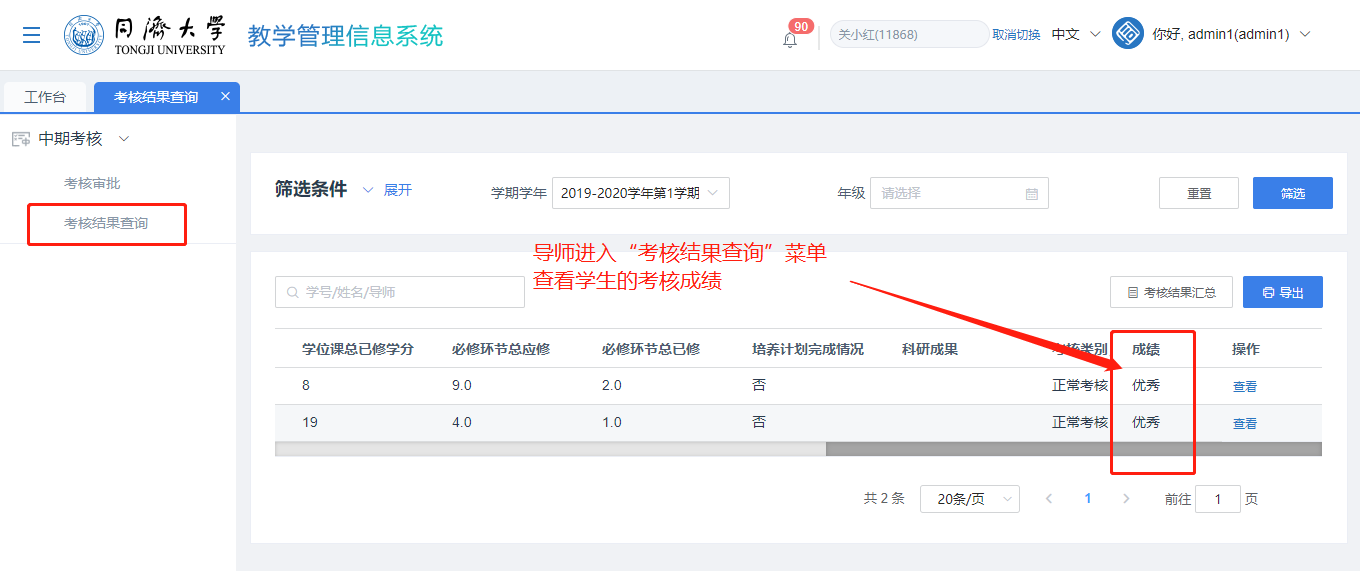 同濟大學
TONGJI UNIVERSITY
教学管理信息系统
90
关小红(11868)
取消切换
中文
你好, admin1(admin1)
工作台
考核结果查询
中期考核
考核审批
考核结果查询
筛选条件
展开
学期学年
2019-2020学年第1学期
年级
请选择
重置
筛选
导师进入“考核结果查询”菜单
查看学生的考核成绩
学号/姓名/导师
考核结果汇总
导出
学位课总已修学分 必修环节总应修 必修环节总已修 培养计划完成情况 科研成果 考核类别 成绩 操作
8 9.0 2.0 否 正常考核 优秀 查看
19 4.0 1.0 否 正常考核 优秀 查看
共 2 条 20条/页 1 前往 1 页